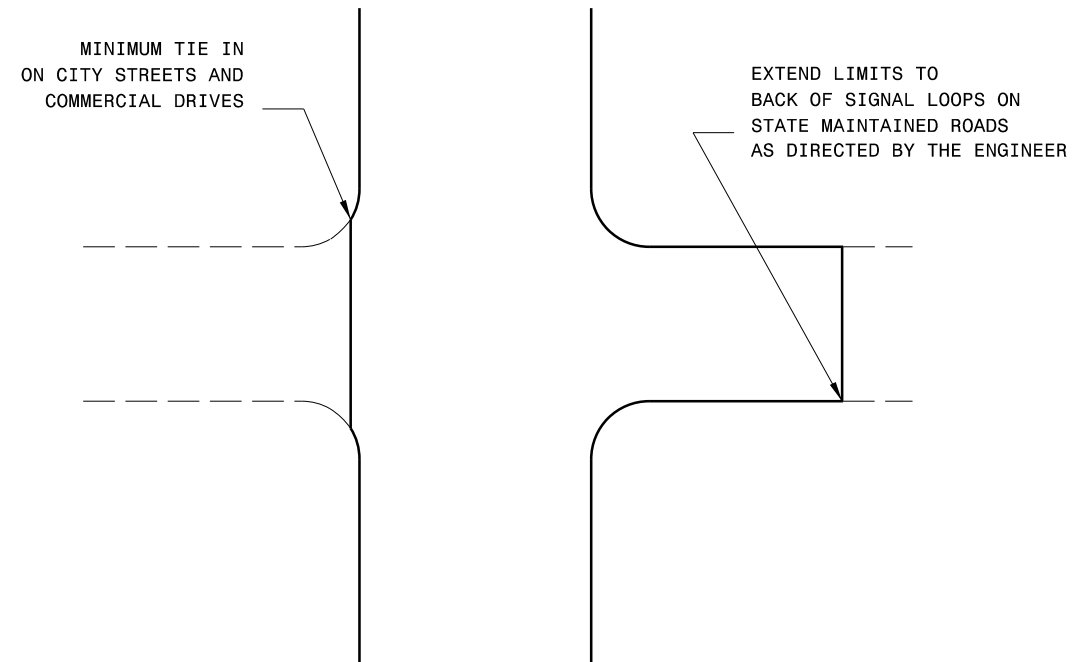 MINIMUM TIE IN
ON CITY STREETS AND
COMMERCIAL DRIVES
EXTEND LIMITS TO
BACK OF SIGNAL LOOPS ON
STATE MAINTAINED ROADS
AS DIRECTED BY THE ENGINEER